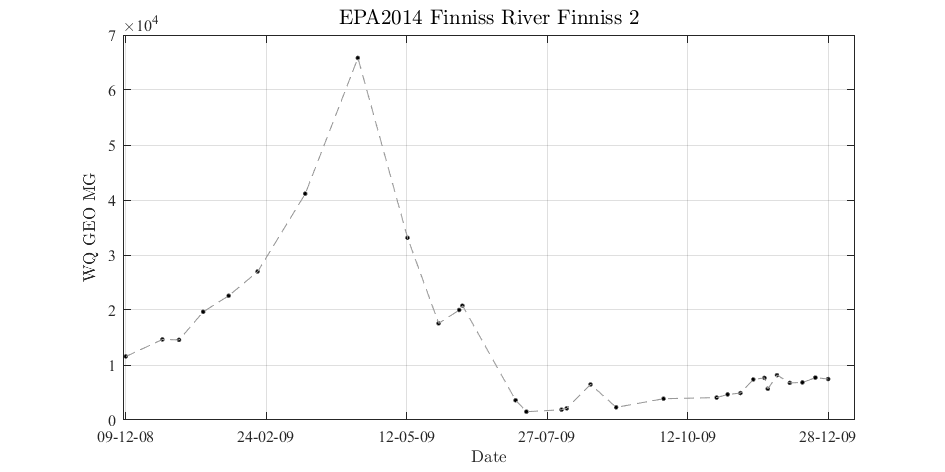 EPA2014 Finniss River Finniss 2
×10⁴
7
6
5
4
3
2
1
0
WQ GEO MG
09-12-08 24-02-09 12-05-09 27-07-09 12-10-09 28-12-09
Date